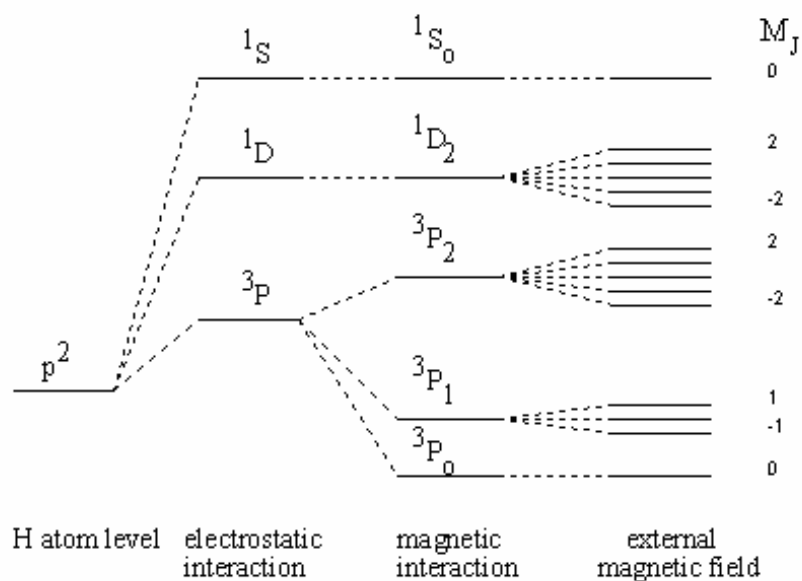 ¹S ¹S₀ M_J
0
¹D ¹D₂ 2
-2
³P₂ 2
³P
-2
p²
³P₁ 1
-1
³P₀ 0
H atom level electrostatic magnetic external
interaction interaction magnetic field